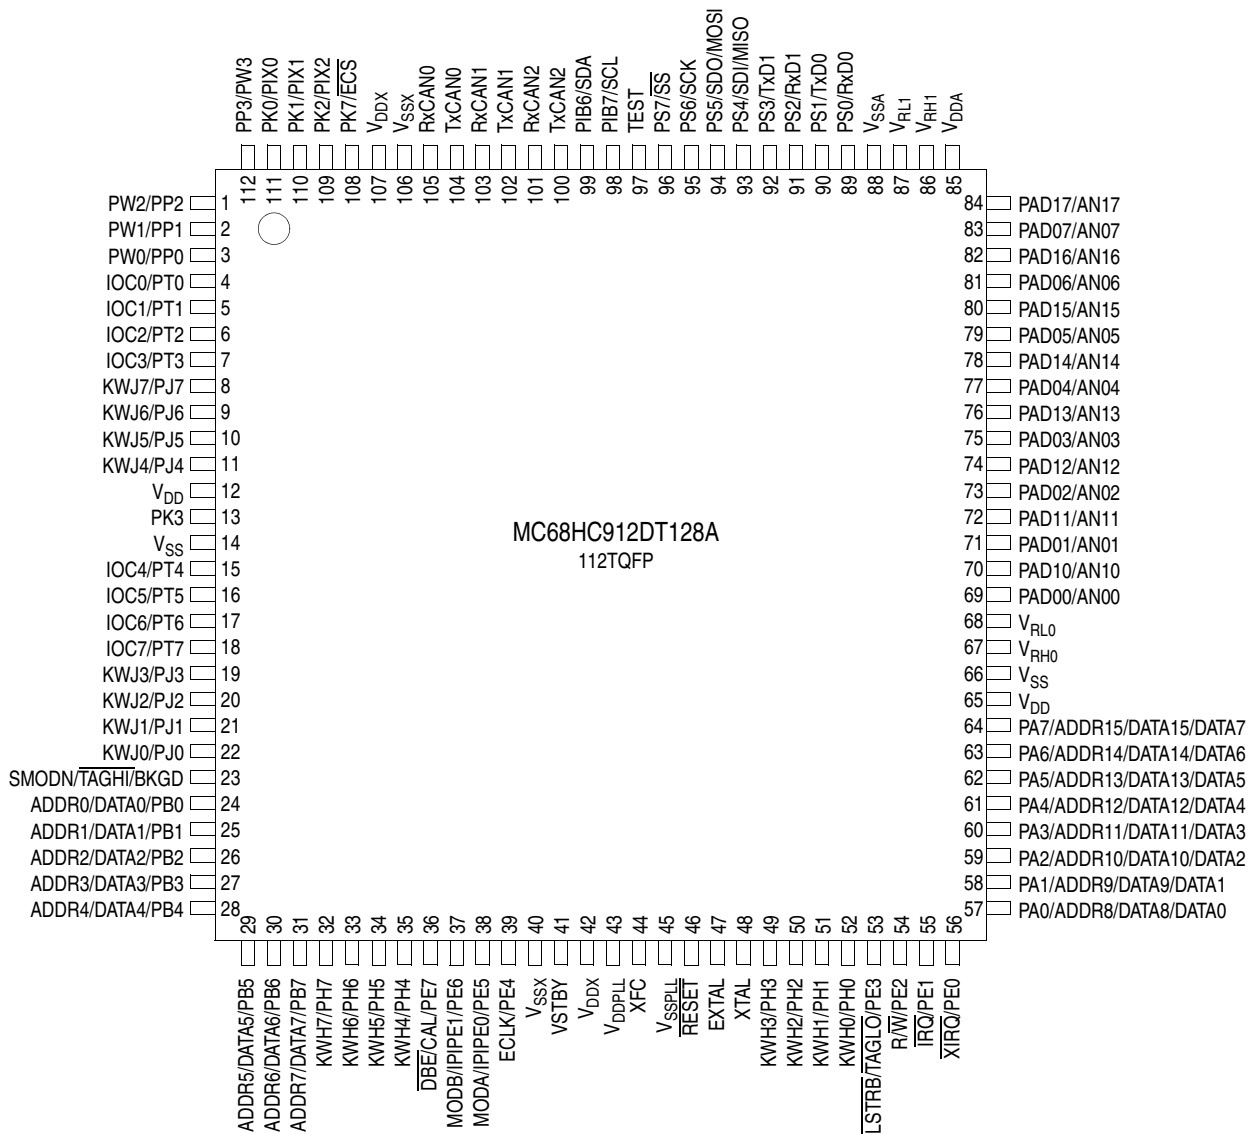 PP3/PW3
PK0/PIX0
PK1/PIX1
PK2/PIX2
PK7/ECS
VDDX
VSSX
RxCAN0
TxCAN0
RxCAN1
TxCAN1
RxCAN2
TxCAN2
PIB6/SDA
PIB7/SCL
TEST
PS7/SS
PS6/SCK
PS5/SDO/MOSI
PS4/SDI/MISO
PS3/TxD1
PS2/RxD1
PS1/TxD0
PS0/RxD0
VSSA
VRL1
VRH1
VDDA
112
111
110
109
108
107
106
105
104
103
102
101
100
99
98
97
96
95
94
93
92
91
90
89
88
87
86
85
PW2/PP2 1
PW1/PP1 2
PW0/PP0 3
IOC0/PT0 4
IOC1/PT1 5
IOC2/PT2 6
IOC3/PT3 7
KWJ7/PJ7 8
KWJ6/PJ6 9
KWJ5/PJ5 10
KWJ4/PJ4 11
VDD 12
PK3 13
VSS 14
IOC4/PT4 15
IOC5/PT5 16
IOC6/PT6 17
IOC7/PT7 18
KWJ3/PJ3 19
KWJ2/PJ2 20
KWJ1/PJ1 21
KWJ0/PJ0 22
SMODN/TAGHI/BKGD 23
ADDR0/DATA0/PB0 24
ADDR1/DATA1/PB1 25
ADDR2/DATA2/PB2 26
ADDR3/DATA3/PB3 27
ADDR4/DATA4/PB4 28
MC68HC912DT128A
112TQFP
84 PAD17/AN17
83 PAD07/AN07
82 PAD16/AN16
81 PAD06/AN06
80 PAD15/AN15
79 PAD05/AN05
78 PAD14/AN14
77 PAD04/AN04
76 PAD13/AN13
75 PAD03/AN03
74 PAD12/AN12
73 PAD02/AN02
72 PAD11/AN11
71 PAD01/AN01
70 PAD10/AN10
69 PAD00/AN00
68 VRL0
67 VRH0
66 VSS
65 VDD
64 PA7/ADDR15/DATA15/DATA7
63 PA6/ADDR14/DATA14/DATA6
62 PA5/ADDR13/DATA13/DATA5
61 PA4/ADDR12/DATA12/DATA4
60 PA3/ADDR11/DATA11/DATA3
59 PA2/ADDR10/DATA10/DATA2
58 PA1/ADDR9/DATA9/DATA1
57 PA0/ADDR8/DATA8/DATA0
29
30
31
32
33
34
35
36
37
38
39
40
41
42
43
44
45
46
47
48
49
50
51
52
53
54
55
56
ADDR5/DATA5/PB5
ADDR6/DATA6/PB6
ADDR7/DATA7/PB7
KWH7/PH7
KWH6/PH6
KWH5/PH5
KWH4/PH4
DBE/CAL/PE7
MODB/IPIPE1/PE6
MODA/IPIPE0/PE5
ECLK/PE4
VSSX
VSTBY
VDDX
VDDPLL
XFC
VSSPLL
RESET
EXTAL
XTAL
KWH3/PH3
KWH2/PH2
KWH1/PH1
KWH0/PH0
LSTRB/TAGLO/PE3
R/W/PE2
IRQ/PE1
XIRQ/PE0